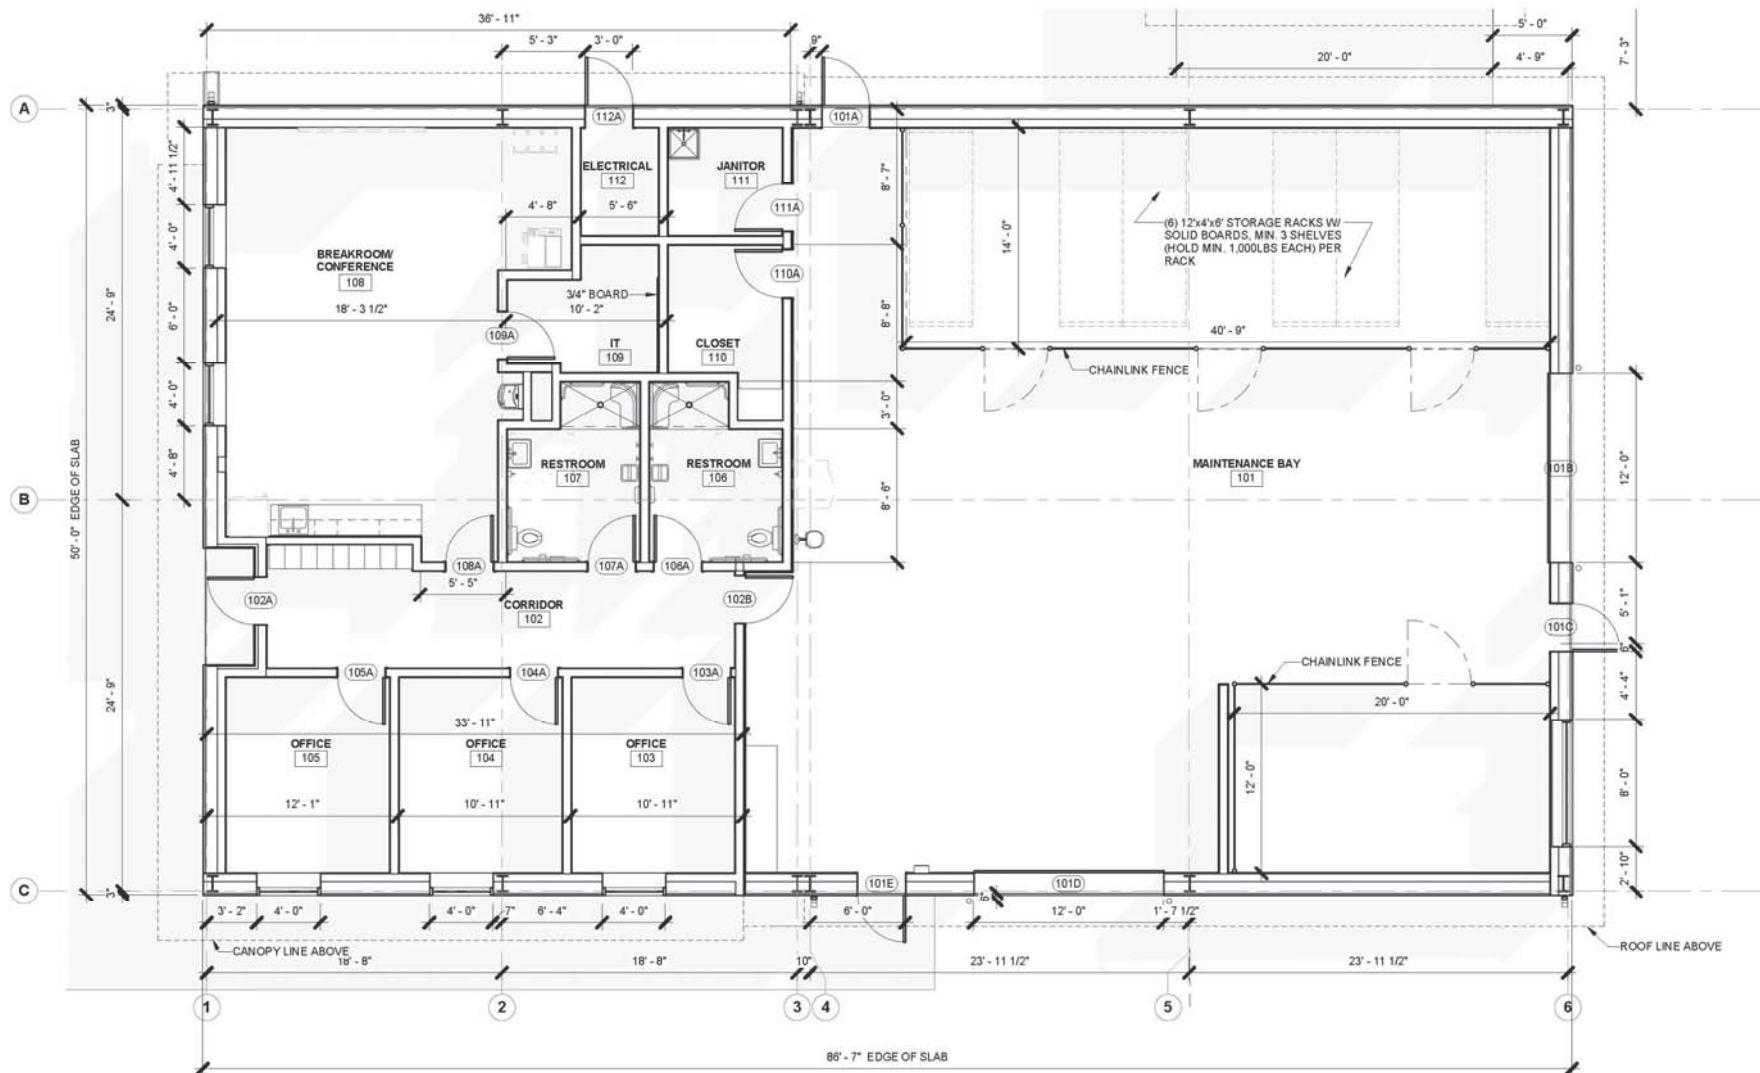 36' - 11"
5' - 0"
5' - 3"
3' - 0"
9"
20' - 0"
4' - 9"
7' - 3"
A
3"
112A
101A
4' - 11 1/2"
ELECTRICAL
112
JANITOR
111
8' - 7"
4' - 8"
5' - 6"
111A
14' - 0"
(6) 12'x4'x6' STORAGE RACKS W/
SOLID BOARDS, MIN. 3 SHELVES
(HOLD MIN. 1,000LBS EACH) PER
RACK
4' - 0"
BREAKROOM/
CONFERENCE
108
110A
24' - 9"
6' - 0"
18' - 3 1/2"
3/4" BOARD
10' - 2"
8' - 8"
109A
IT
109
CLOSET
110
40' - 9"
CHAINLINK FENCE
4' - 0"
3' - 0"
4' - 8"
RESTROOM
107
RESTROOM
106
MAINTENANCE BAY
101
101B
12' - 0"
B
50' - 0" EDGE OF SLAB
8' - 6"
108A
107A
106A
5' - 5"
102A
CORRIDOR
102
102B
5' - 1"
101C
6"
105A
104A
103A
CHAINLINK FENCE
24' - 9"
4' - 4"
20' - 0"
33' - 11"
OFFICE
105
OFFICE
104
OFFICE
103
12' - 0"
8' - 0"
12' - 1"
10' - 11"
10' - 11"
2' - 10"
C
3"
101E
101D
6"
3' - 2"
4' - 0"
4' - 0"
7"
6' - 4"
4' - 0"
6' - 0"
12' - 0"
1' - 7 1/2"
CANOPY LINE ABOVE
ROOF LINE ABOVE
18' - 8"
18' - 8"
10"
23' - 11 1/2"
23' - 11 1/2"
1
2
3
4
5
6
86' - 7" EDGE OF SLAB